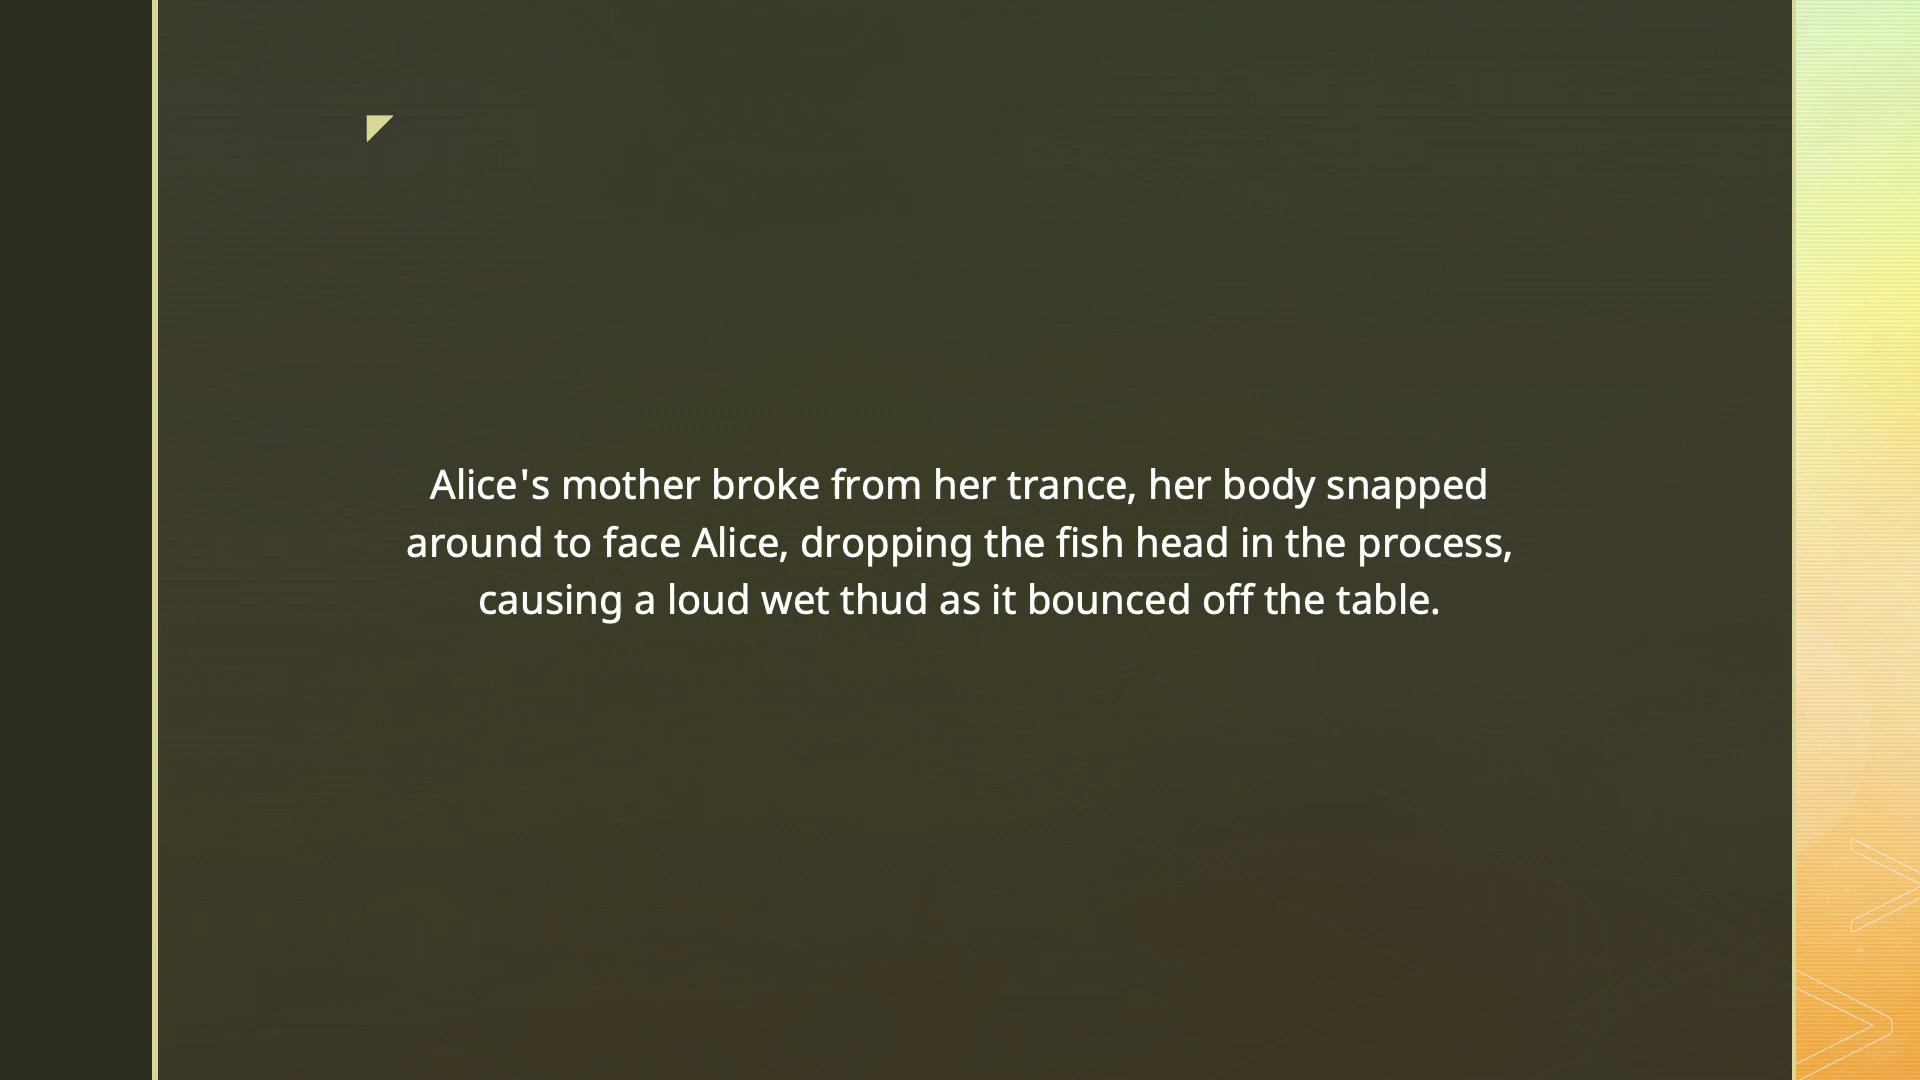 Alice's mother broke from her trance, her body snapped
around to face Alice, dropping the fish head in the process,
causing a loud wet thud as it bounced off the table.